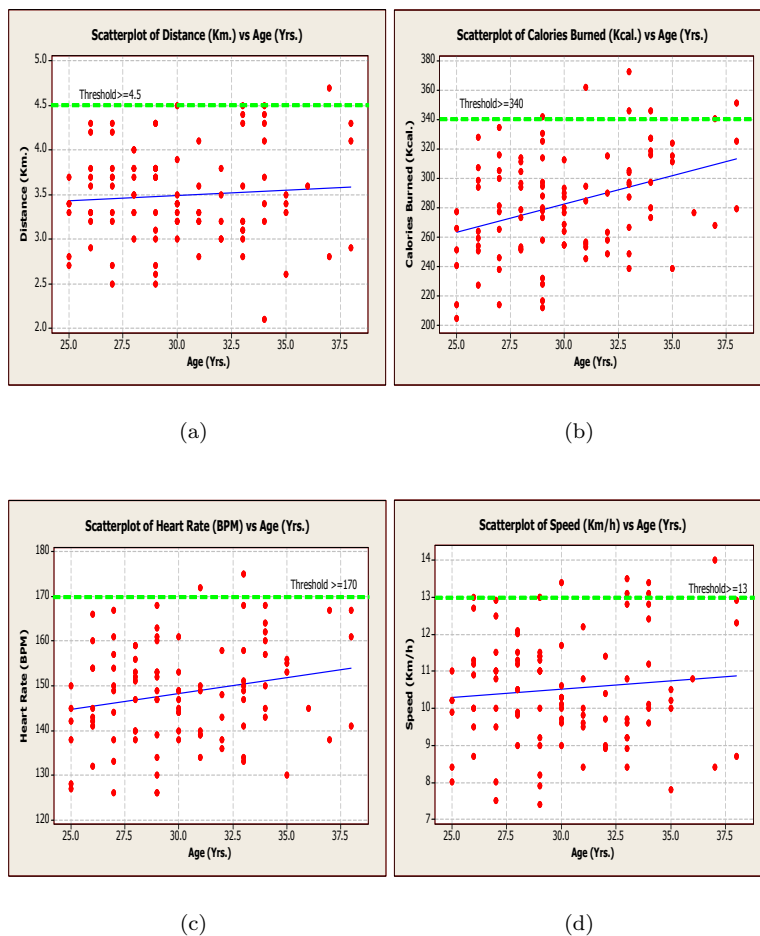 Scatterplot of Distance (Km.) vs Age (Yrs.)
Distance (Km.)
5.0
4.5
4.0
3.5
3.0
2.5
2.0
Threshold>=4.5
25.0 27.5 30.0 32.5 35.0 37.5
Age (Yrs.)
(a)
Scatterplot of Calories Burned (Kcal.) vs Age (Yrs.)
Calories Burned (Kcal.)
380
360
340
320
300
280
260
240
220
200
Threshold>=340
25.0 27.5 30.0 32.5 35.0 37.5
Age (Yrs.)
(b)
Scatterplot of Heart Rate (BPM) vs Age (Yrs.)
Heart Rate (BPM)
180
170
160
150
140
130
120
Threshold >=170
25.0 27.5 30.0 32.5 35.0 37.5
Age (Yrs.)
(c)
Scatterplot of Speed (Km/h) vs Age (Yrs.)
Speed (Km/h)
14
13
12
11
10
9
8
7
Threshold>=13
25.0 27.5 30.0 32.5 35.0 37.5
Age (Yrs.)
(d)